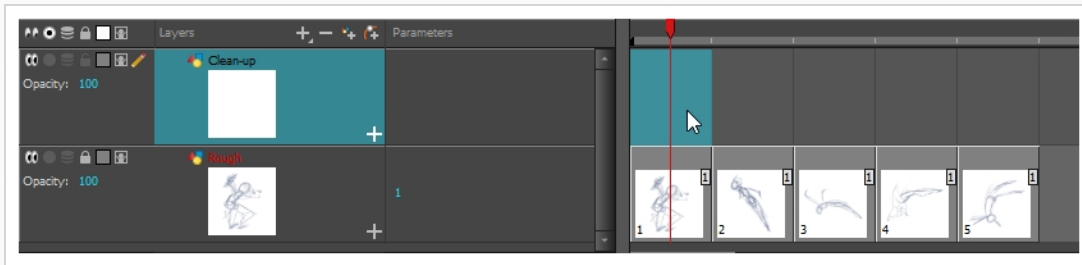 Layers
Parameters
Clean-up
Opacity: 100
Rough
Opacity: 100
1
1 1 1 1 1
1 2 3 4 5